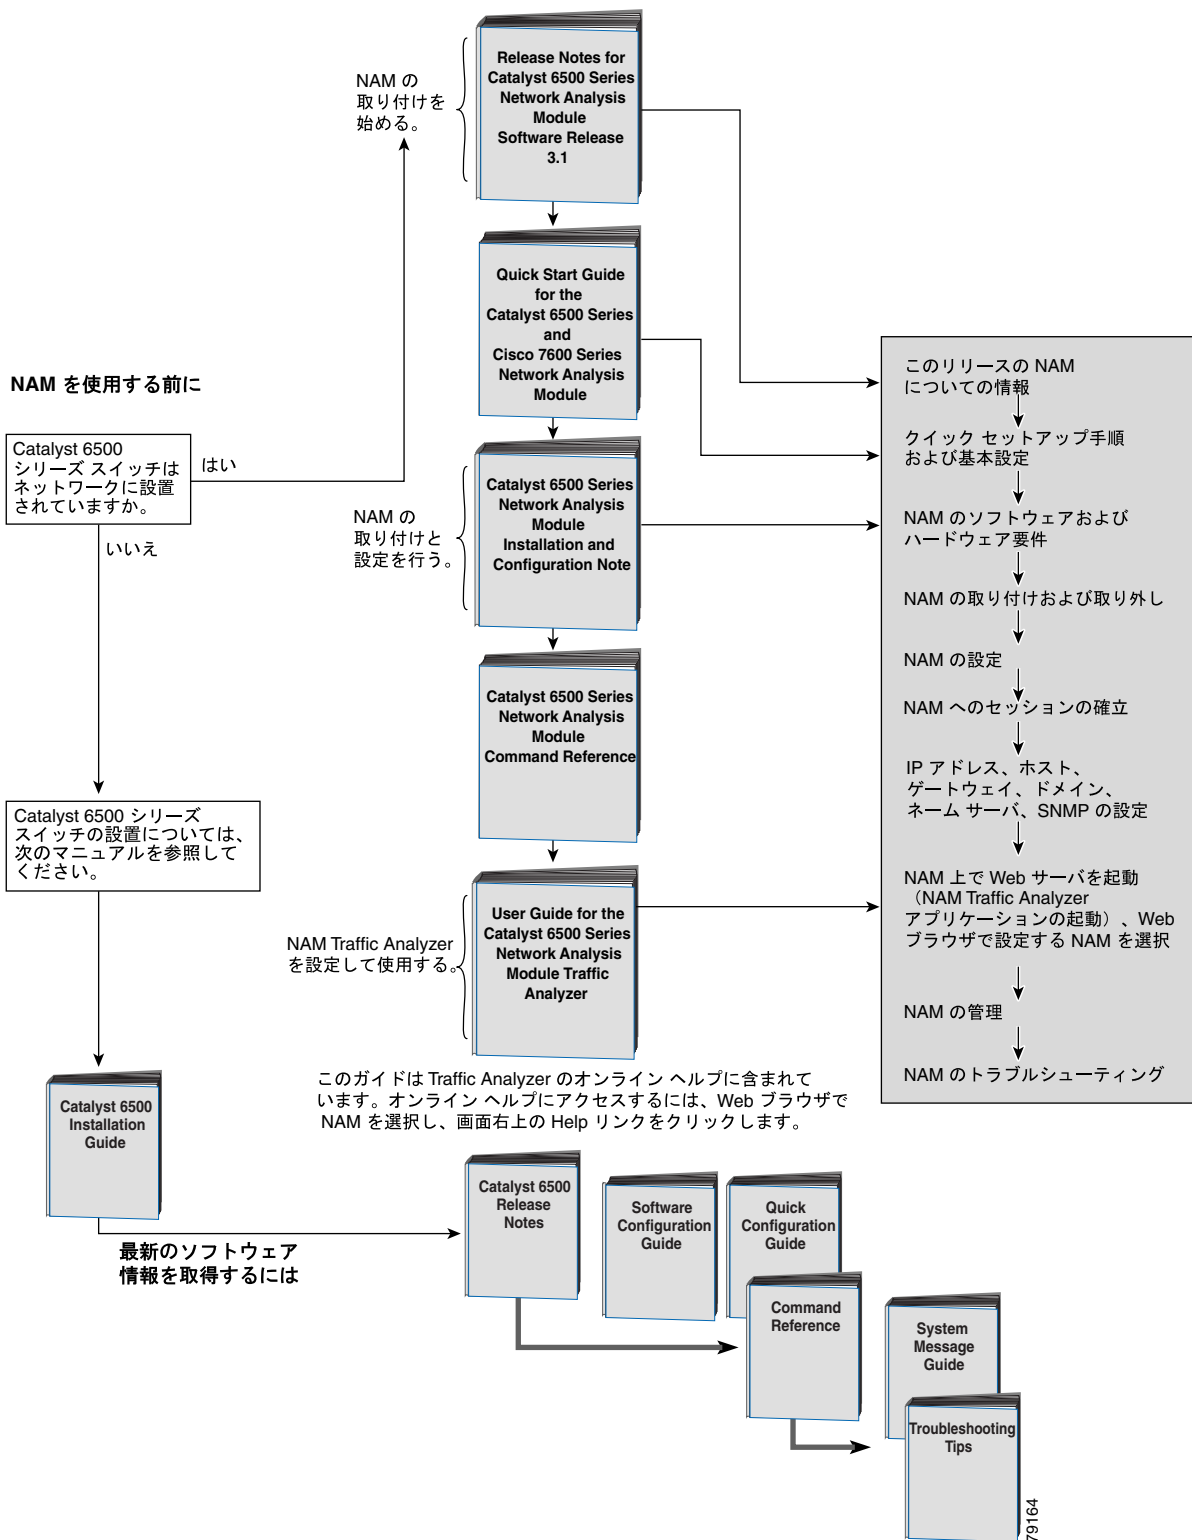 Release Notes for
Catalyst 6500 Series
Network Analysis
Module
Software Release
3.1
NAM の
取り付けを
始める。
Quick Start Guide
for the
Catalyst 6500 Series
and
Cisco 7600 Series
Network Analysis
Module
NAM を使用する前に
Catalyst 6500
シリーズ スイッチは
ネットワークに設置
されていますか。
はい
いいえ
NAM の
取り付けと
設定を行う。
Catalyst 6500 Series
Network Analysis
Module
Installation and
Configuration Note
Catalyst 6500 Series
Network Analysis
Module
Command Reference
Catalyst 6500 シリーズ
スイッチの設置については、
次のマニュアルを参照して
ください。
NAM Traffic Analyzer
を設定して使用する。
User Guide for the
Catalyst 6500 Series
Network Analysis
Module Traffic
Analyzer
このリリースの NAM
についての情報
クイック セットアップ手順
および基本設定
NAM のソフトウェアおよび
ハードウェア要件
NAM の取り付けおよび取り外し
NAM の設定
NAM へのセッションの確立
IP アドレス、ホスト、
ゲートウェイ、ドメイン、
ネーム サーバ、SNMP の設定
NAM 上で Web サーバを起動
（NAM Traffic Analyzer
アプリケーションの起動）、Web
ブラウザで設定する NAM を選択
NAM の管理
NAM のトラブルシューティング
このガイドは Traffic Analyzer のオンライン ヘルプに含まれて
います。オンライン ヘルプにアクセスするには、Web ブラウザで
NAM を選択し、画面右上の Help リンクをクリックします。
Catalyst 6500
Installation
Guide
最新のソフトウェア
情報を取得するには
Catalyst 6500
Release
Notes
Software
Configuration
Guide
Quick
Configuration
Guide
Command
Reference
System
Message
Guide
Troubleshooting
Tips
79164